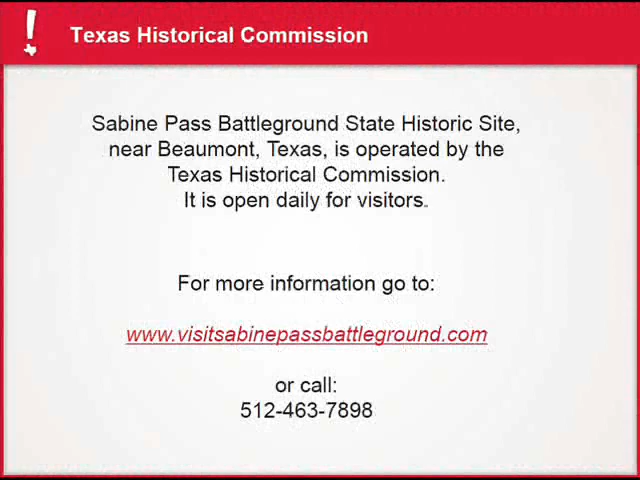 Texas Historical Commission
Sabine Pass Battleground State Historic Site,
near Beaumont, Texas, is operated by the
Texas Historical Commission.
It is open daily for visitors.
For more information go to:
www.visitsabinepassbattleground.com
or call:
512-463-7898